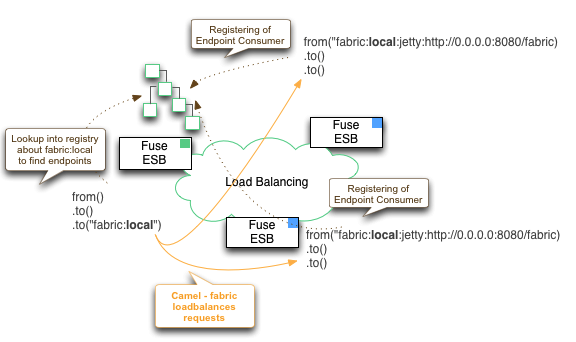 Registering of
Endpoint Consumer
from("fabric:local:jetty:http://0.0.0.0:8080/fabric)
.to()
.to()
Lookup into registry
about fabric:local
to find endpoints
Fuse
ESB
Fuse
ESB
Load Balancing
from()
.to()
.to("fabric:local")
Registering of
Endpoint Consumer
Fuse
ESB
from("fabric:local:jetty:http://0.0.0.0:8080/fabric)
.to()
.to()
Camel - fabric
loadbalances
requests